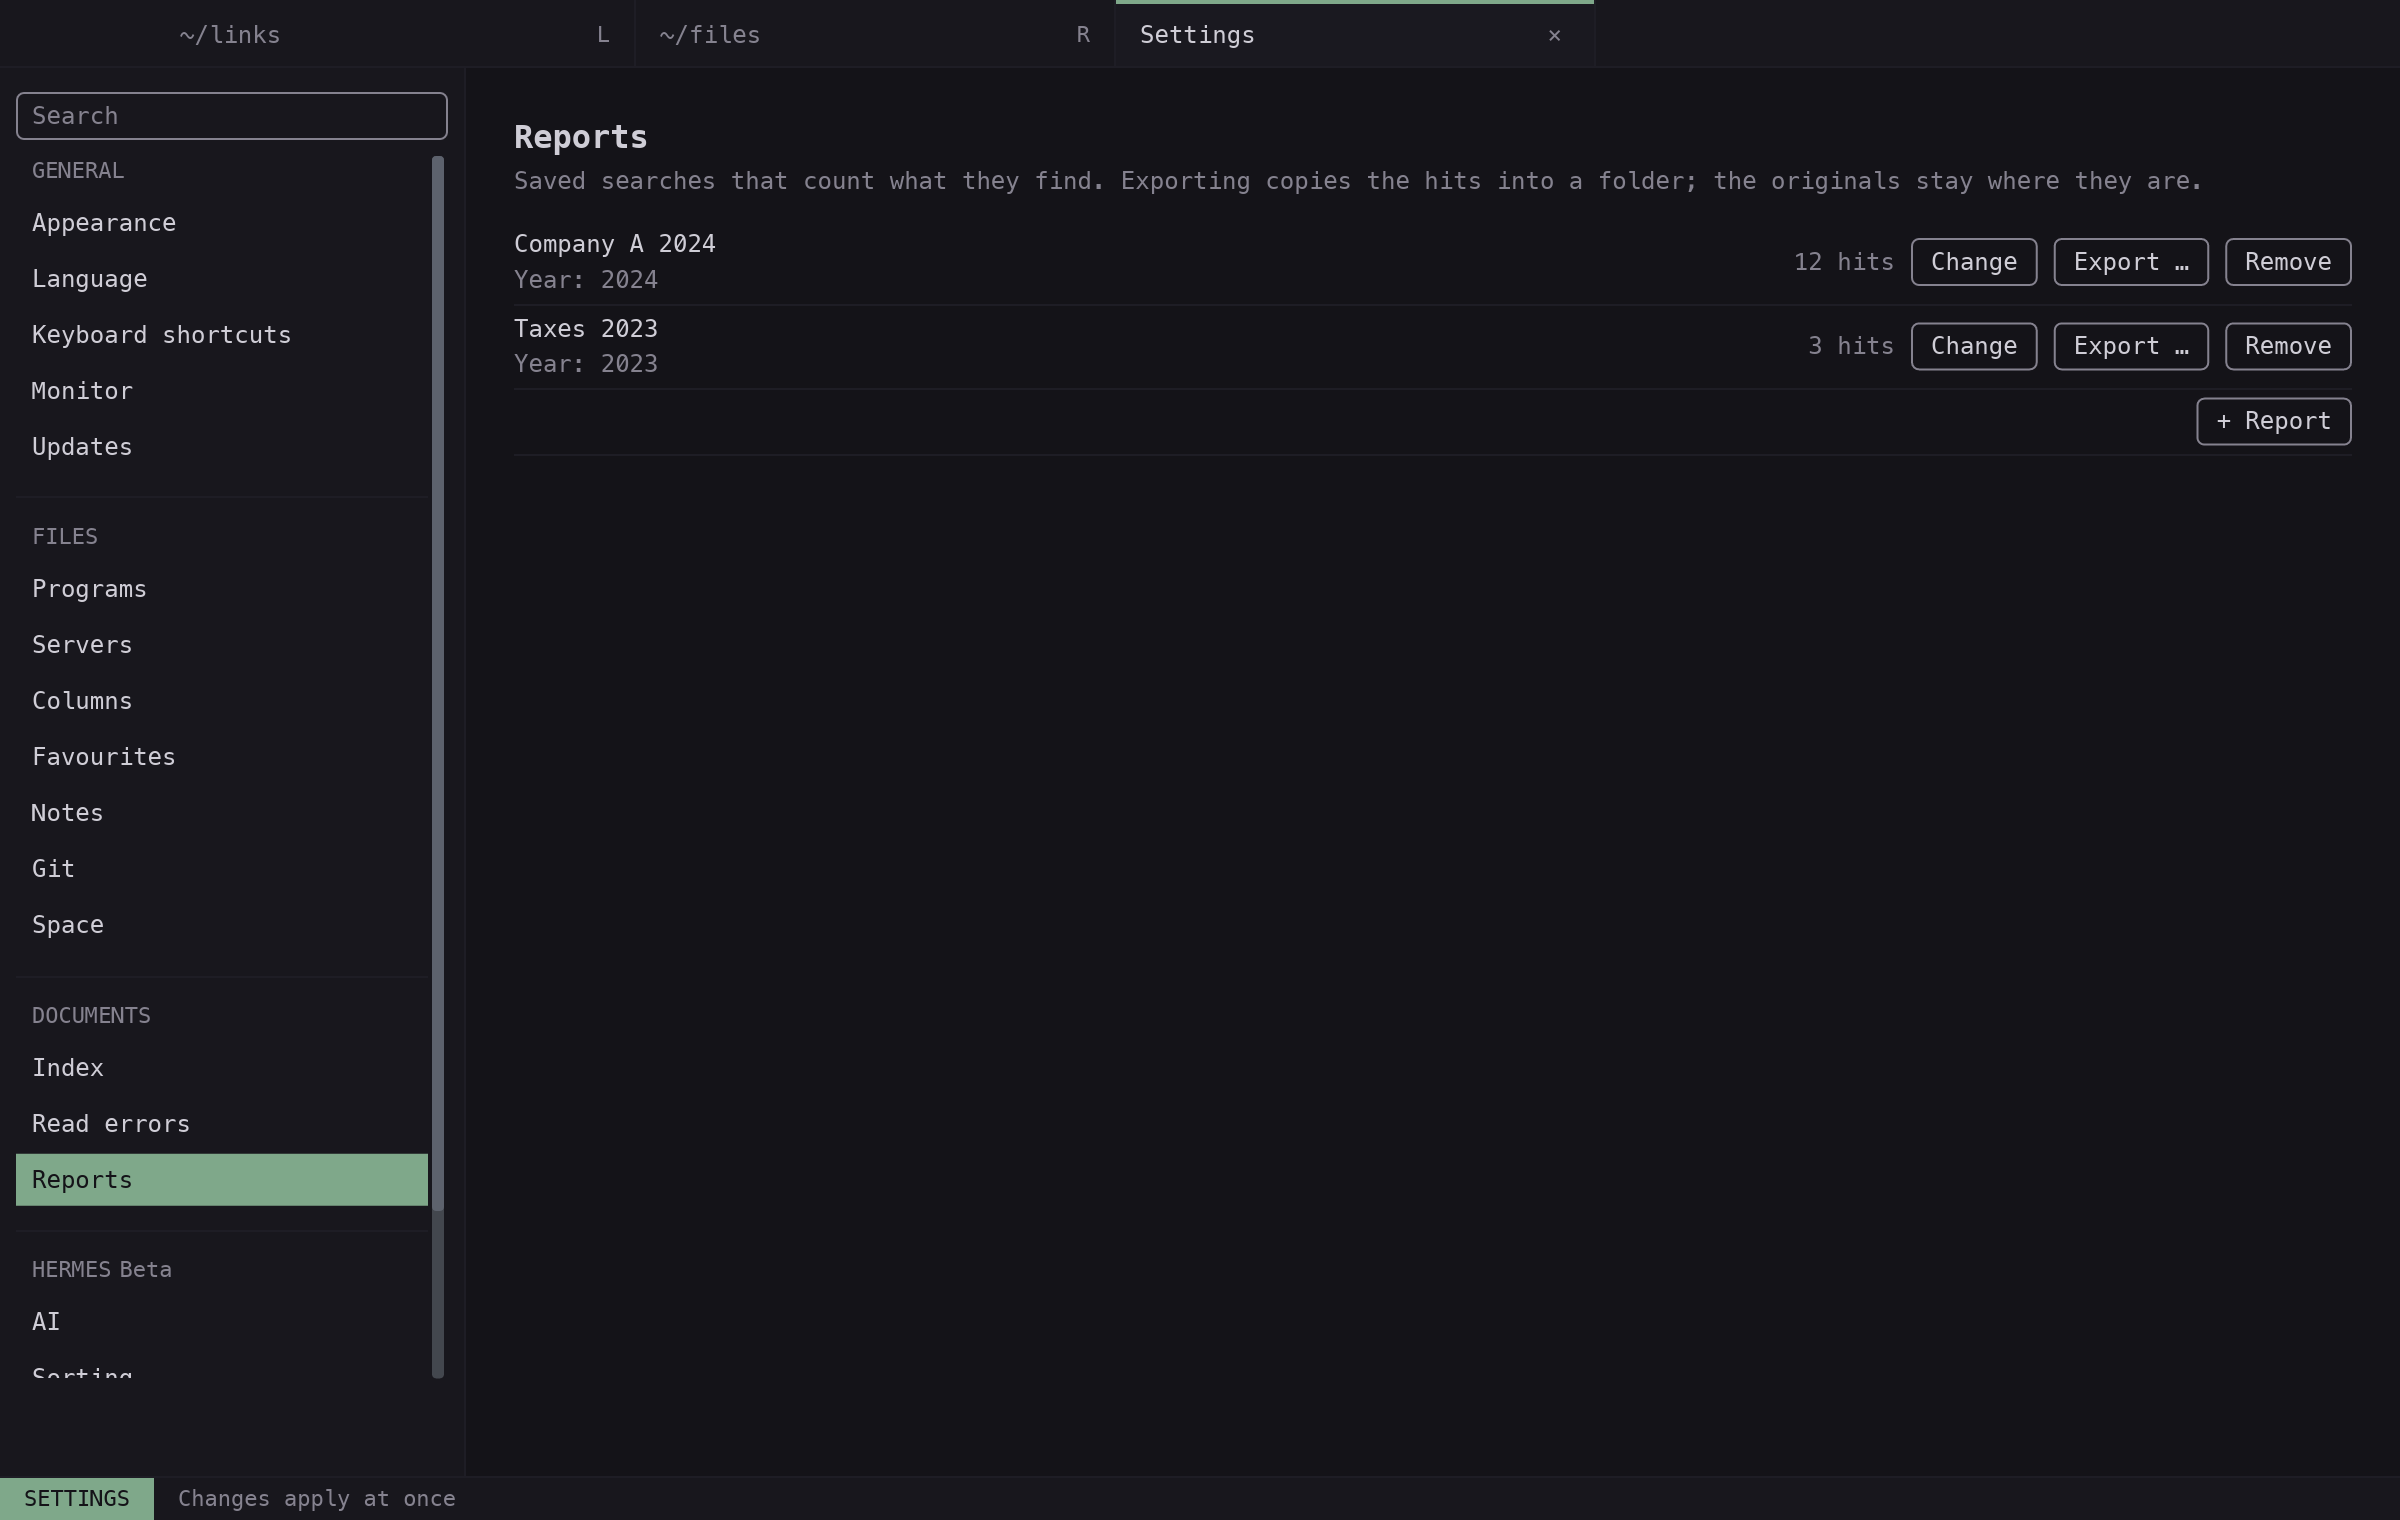 ~/links L ~/files R Settings ×
Search
GENERAL
Appearance
Language
Keyboard shortcuts
Monitor
Updates
FILES
Programs
Servers
Columns
Favourites
Notes
Git
Space
DOCUMENTS
Index
Read errors
Reports
HERMES Beta
AI
Sorting
Reports
Saved searches that count what they find. Exporting copies the hits into a folder; the originals stay where they are.
Company A 2024
Year: 2024
12 hits Change Export … Remove
Taxes 2023
Year: 2023
3 hits Change Export … Remove
+ Report
SETTINGS Changes apply at once